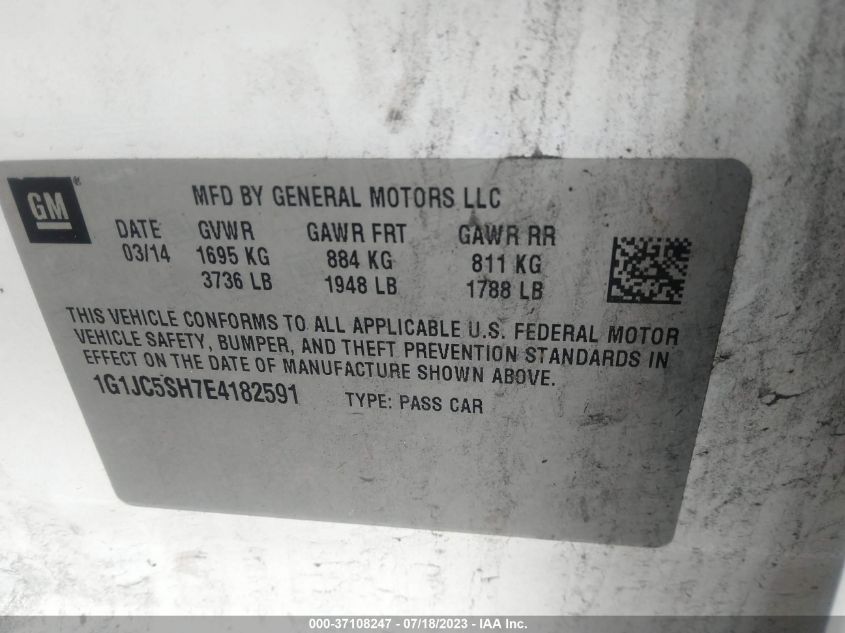 GM®
MFD BY GENERAL MOTORS LLC
DATE GVWR GAWR FRT GAWR RR
03/14 1695 KG 884 KG 811 KG
3736 LB 1948 LB 1788 LB
THIS VEHICLE CONFORMS TO ALL APPLICABLE U.S. FEDERAL MOTOR
VEHICLE SAFETY, BUMPER, AND THEFT PREVENTION STANDARDS IN
EFFECT ON THE DATE OF MANUFACTURE SHOWN ABOVE.
1G1JC5SH7E4182591 TYPE: PASS CAR
000-37108247 - 07/18/2023 - IAA Inc.